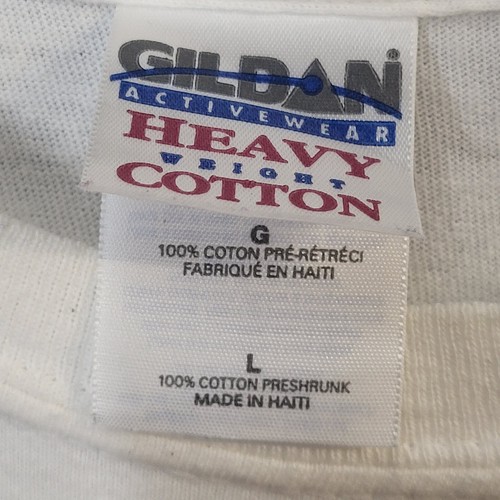 GILDAN®
ACTIVEWEAR
HEAVY
WEIGHT
COTTON
G
100% COTON PRÉ-RÉTRÉCI
FABRIQUÉ EN HAITI
L
100% COTTON PRESHRUNK
MADE IN HAITI